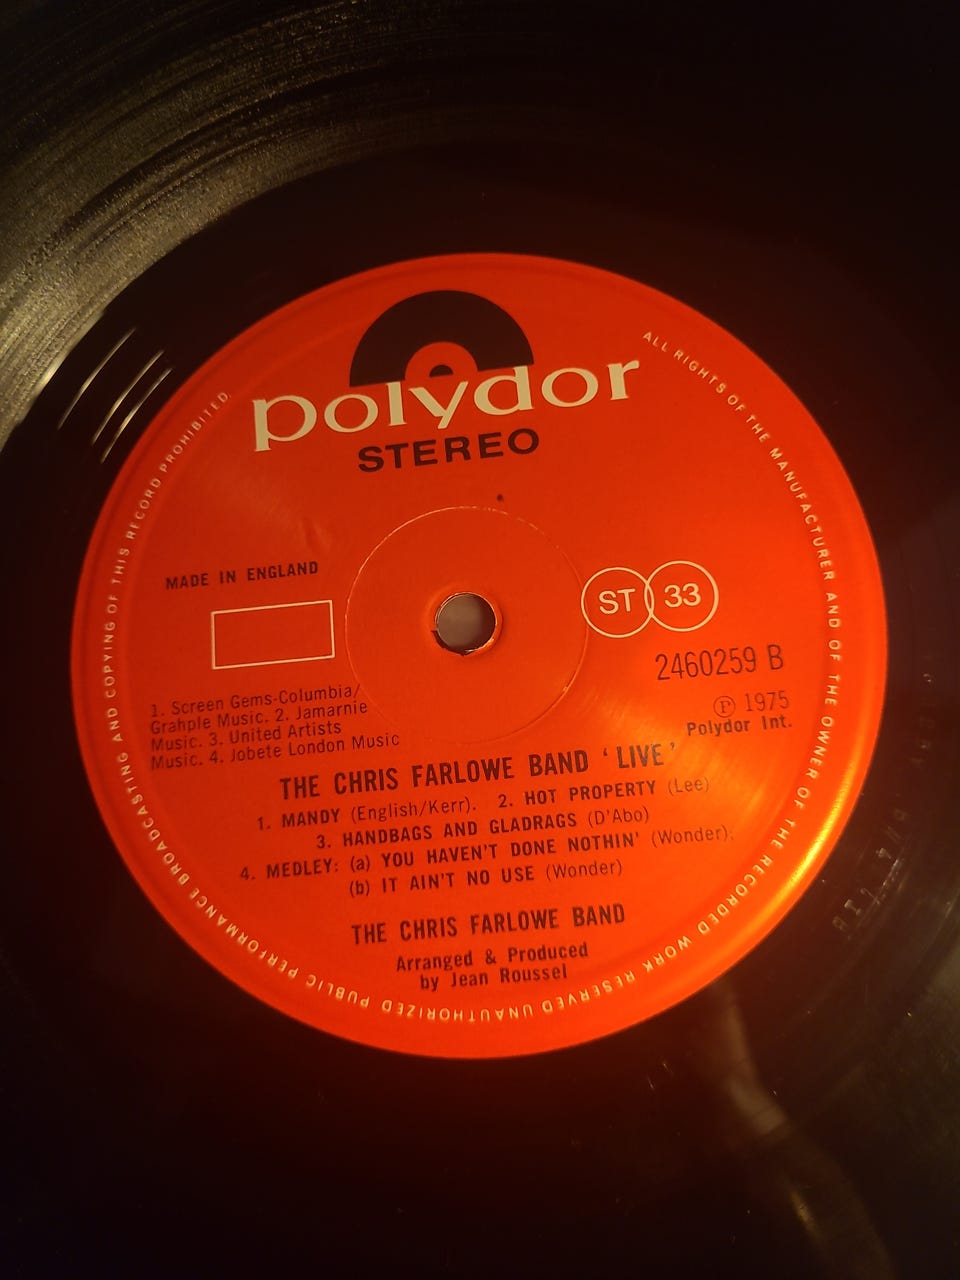 polydor
STEREO
MADE IN ENGLAND
ST 33
2460259 B
℗ 1975
Polydor Int.
1. Screen Gems-Columbia/
Grahple Music. 2. Jamarnie
Music. 3. United Artists
Music. 4. Jobete London Music
THE CHRIS FARLOWE BAND ‘LIVE’
1. MANDY (English/Kerr). 2. HOT PROPERTY (Lee)
3. HANDBAGS AND GLADRAGS (D'Abo)
4. MEDLEY: (a) YOU HAVEN'T DONE NOTHIN' (Wonder);
(b) IT AIN'T NO USE (Wonder)
THE CHRIS FARLOWE BAND
Arranged & Produced
by Jean Roussel
ALL RIGHTS OF THE MANUFACTURER AND OF THE OWNER OF THE RECORDED WORK RESERVED UNAUTHORIZED PUBLIC PERFORMANCE BROADCASTING AND COPYING OF THIS RECORD PROHIBITED